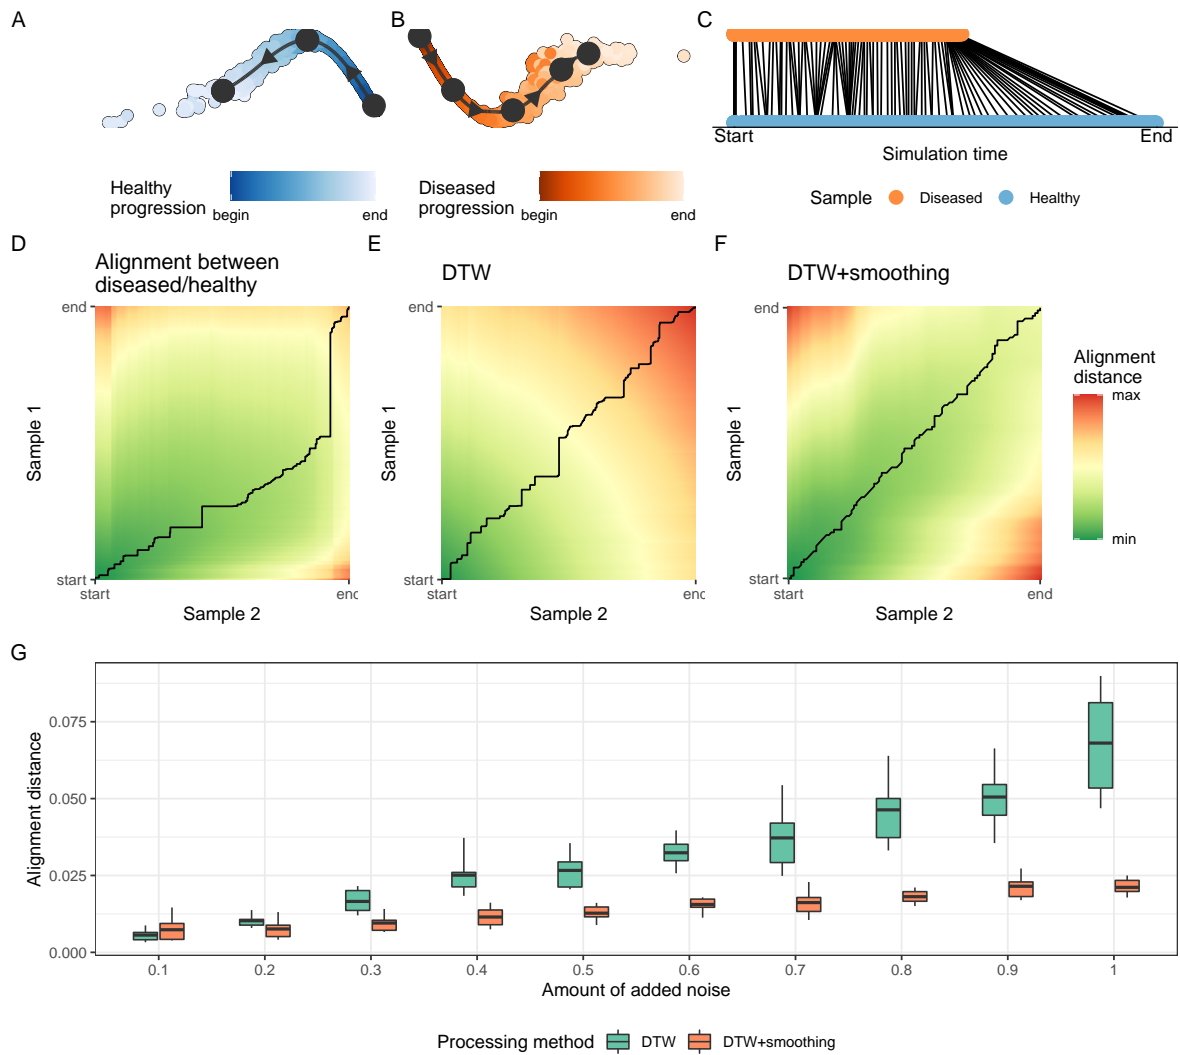 A
B
C
Start
End
Simulation time
Healthy
progression
begin
end
Diseased
progression
begin
end
Sample
Diseased
Healthy
D
E
F
Alignment between
diseased/healthy
DTW
DTW+smoothing
end
Sample 1
start
start
end
Sample 2
end
Sample 1
start
start
end
Sample 2
end
Sample 1
start
start
end
Sample 2
Alignment
distance
max
min
G
Alignment distance
0.075
0.050
0.025
0.000
0.1
0.2
0.3
0.4
0.5
0.6
0.7
0.8
0.9
1
Amount of added noise
Processing method
DTW
DTW+smoothing